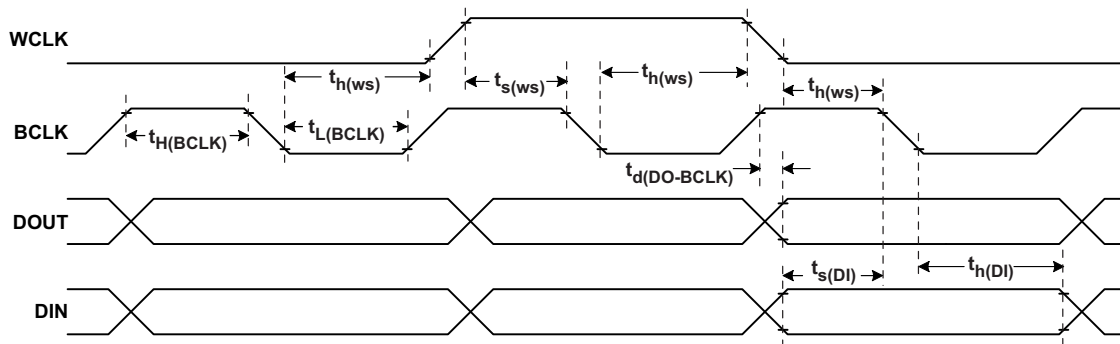 WCLK
t_h(ws) t_s(ws) t_h(ws) t_h(ws)
BCLK
t_H(BCLK) t_L(BCLK)
t_d(DO-BCLK)
DOUT
t_s(DI) t_h(DI)
DIN